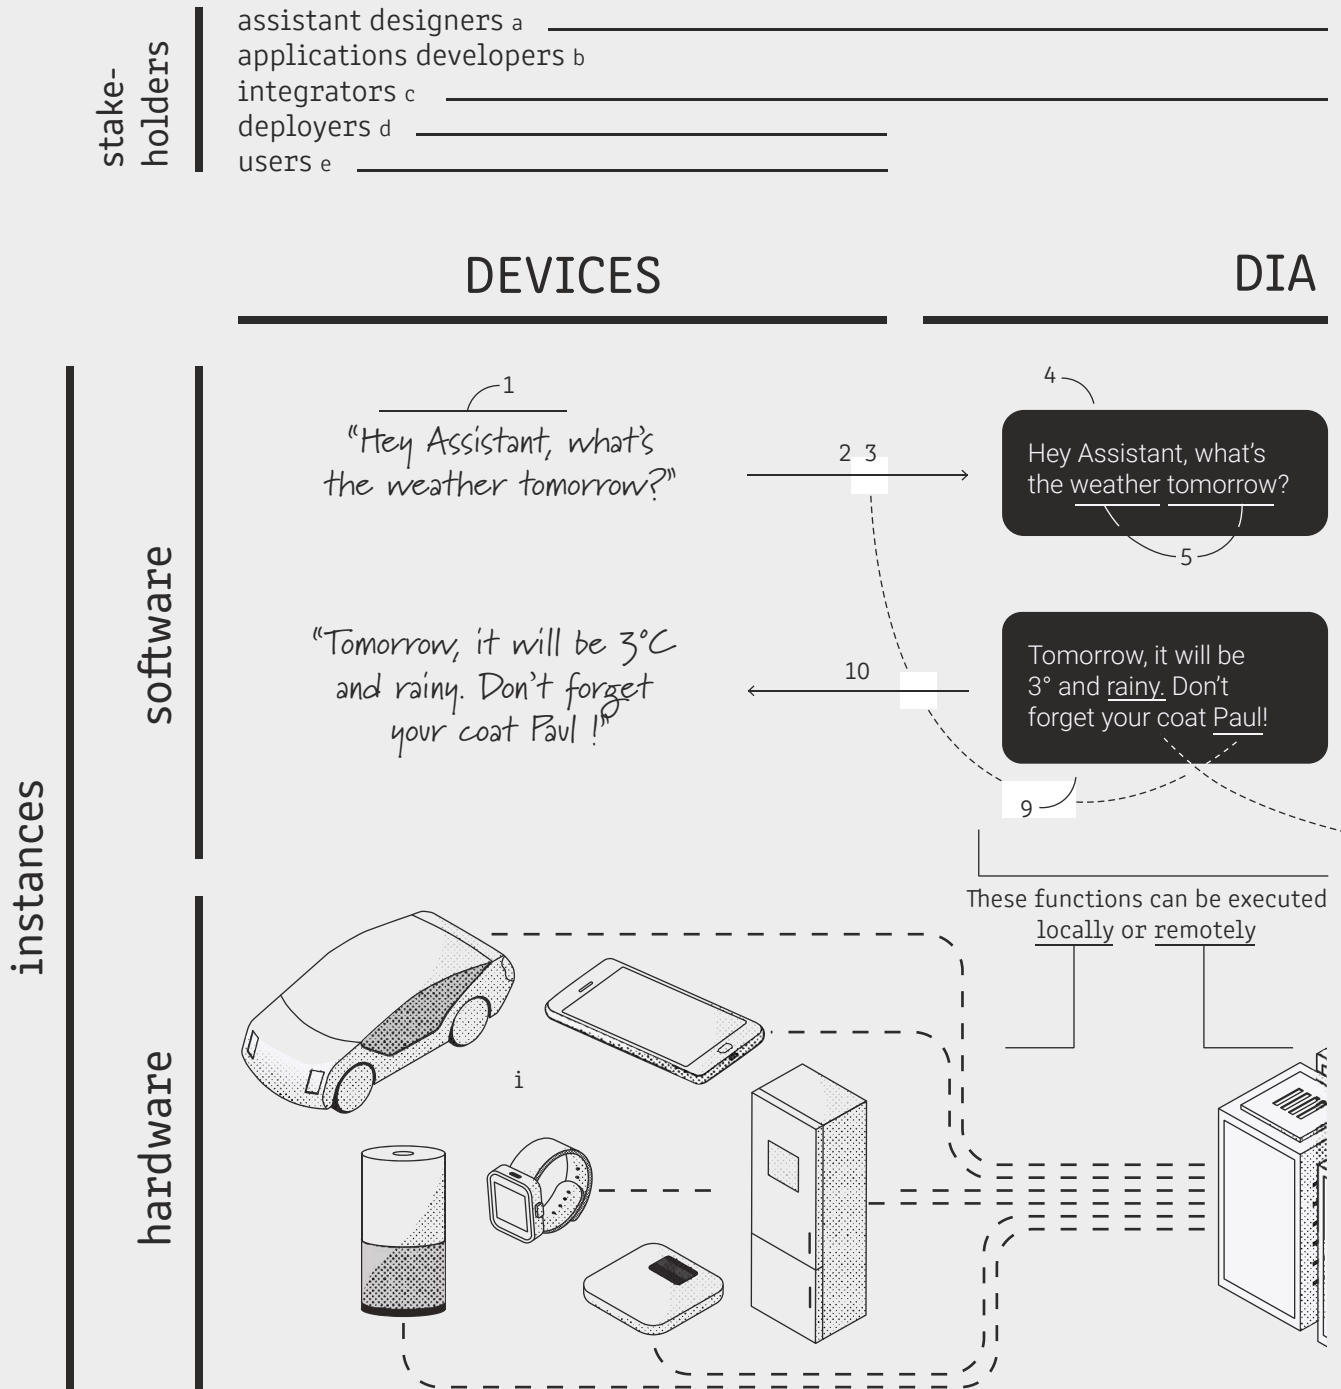 stake-
holders
assistant designers a
applications developers b
integrators c
deployers d
users e
DEVICES
DIA
instances
software
1
“Hey Assistant, what's
the weather tomorrow?”
2 3
4
Hey Assistant, what's
the weather tomorrow?
5
“Tomorrow, it will be 3°C
and rainy. Don't forget
your coat Paul !”
10
Tomorrow, it will be
3° and rainy. Don't
forget your coat Paul!
9
These functions can be executed
locally or remotely
hardware
i